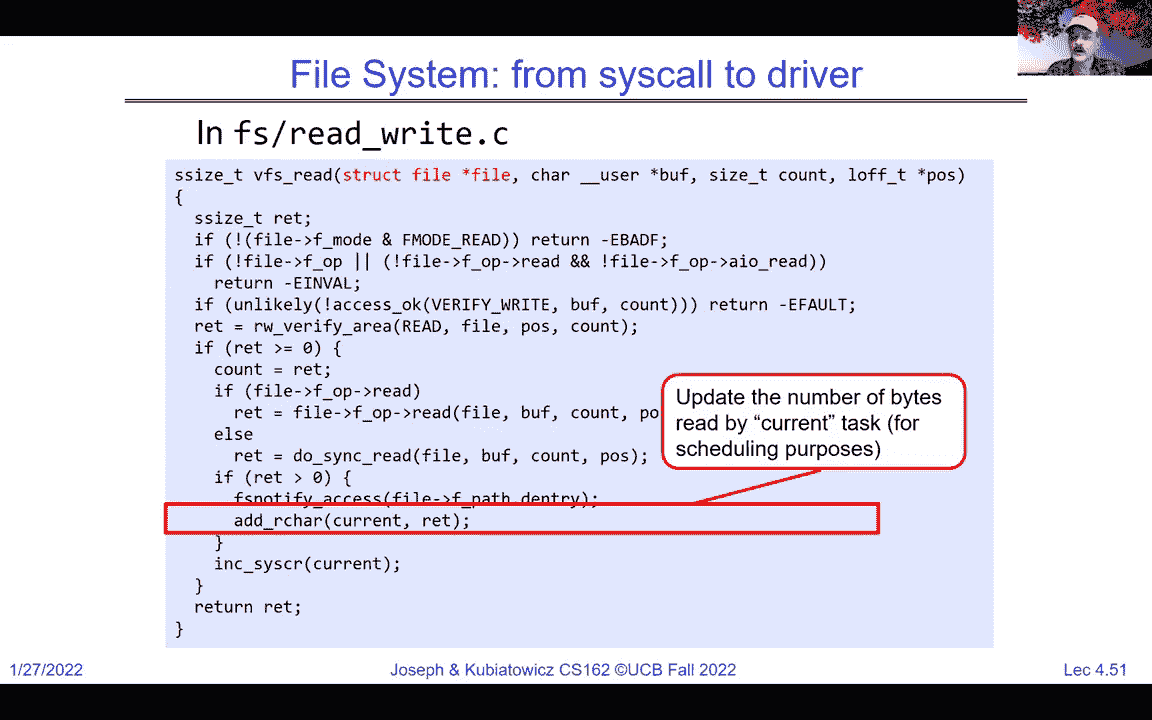 File System: from syscall to driver
In fs/read_write.c
ssize_t vfs_read(struct file *file, char __user *buf, size_t count, loff_t *pos)
{
ssize_t ret;
if (!(file->f_mode & FMODE_READ)) return -EBADF;
if (!file->f_op || (!file->f_op->read && !file->f_op->aio_read))
return -EINVAL;
if (unlikely(!access_ok(VERIFY_WRITE, buf, count))) return -EFAULT;
ret = rw_verify_area(READ, file, pos, count);
if (ret >= 0) {
count = ret;
if (file->f_op->read)
ret = file->f_op->read(file, buf, count, po
else
ret = do_sync_read(file, buf, count, pos);
if (ret > 0) {
fsnotify_access(file->f_path.dentry);
add_rchar(current, ret);
}
inc_syscr(current);
}
return ret;
}
Update the number of bytes
read by “current” task (for
scheduling purposes)
1/27/2022
Joseph & Kubiatowicz CS162 ©UCB Fall 2022
Lec 4.51